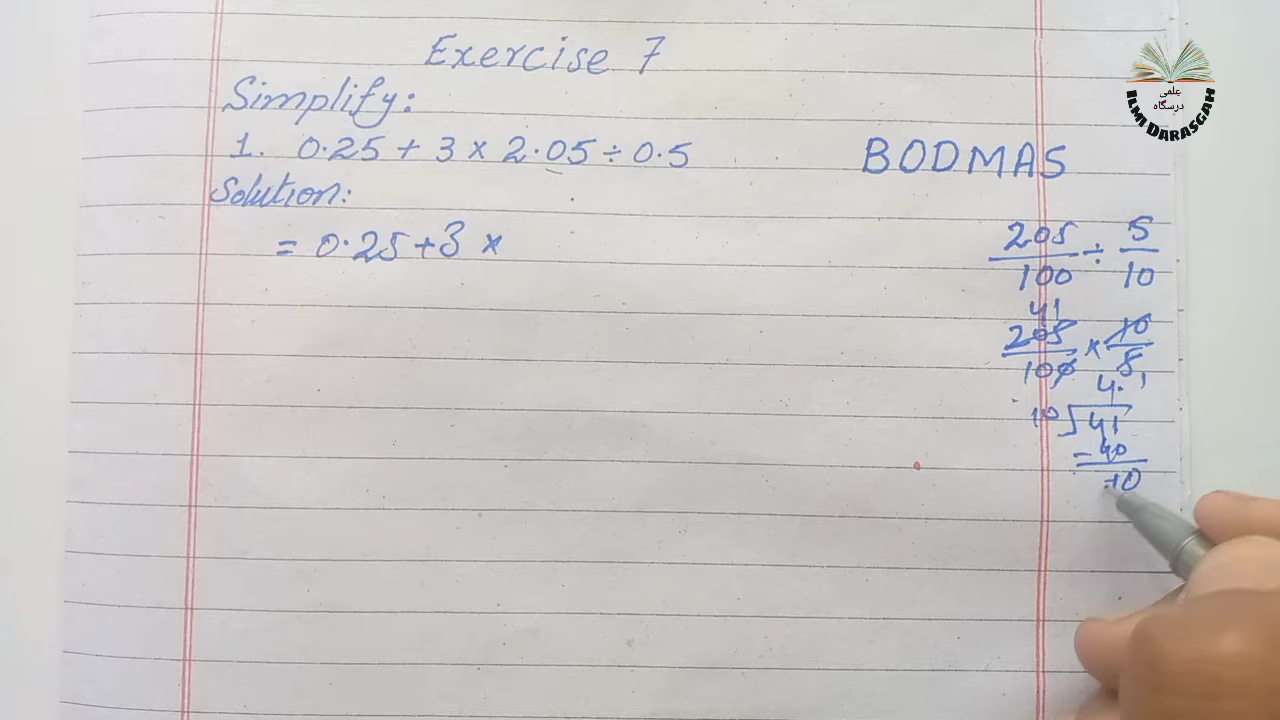 Exercise 7
Simplify:
1. 0.25 + 3 × 2.05 ÷ 0.5
BODMAS
Solution:
= 0.25 + 3 ×
205/100 ÷ 5/10
41
205/100 × 10/5
4.1
10 41
- 40
10
علمی
درسگاه
ILMI DARASGAH